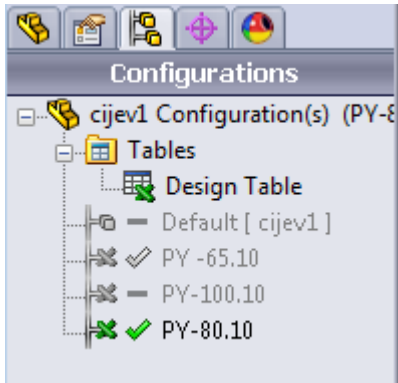 Configurations
cijev1 Configuration(s) (PY-8
Tables
Design Table
Default [ cijev1 ]
PY -65.10
PY-100.10
PY-80.10